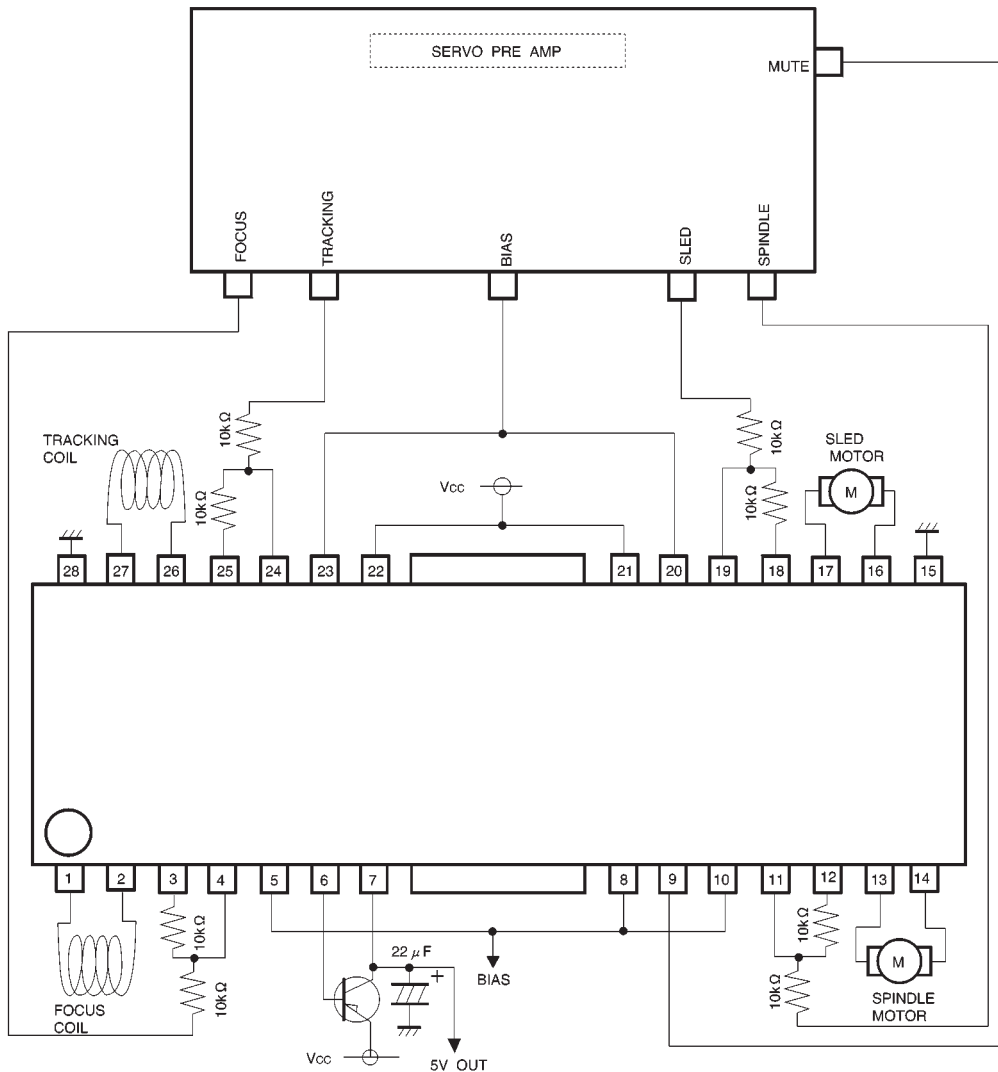 SERVO PRE AMP
MUTE
FOCUS
TRACKING
BIAS
SLED
SPINDLE
10kΩ
10kΩ
TRACKING
COIL
10kΩ
10kΩ
SLED
MOTOR
M
Vcc
28
27
26
25
24
23
22
21
20
19
18
17
16
15
1
2
3
4
5
6
7
8
9
10
11
12
13
14
10kΩ
10kΩ
FOCUS
COIL
22 μF
+
Vcc
5V OUT
BIAS
10kΩ
10kΩ
M
SPINDLE
MOTOR